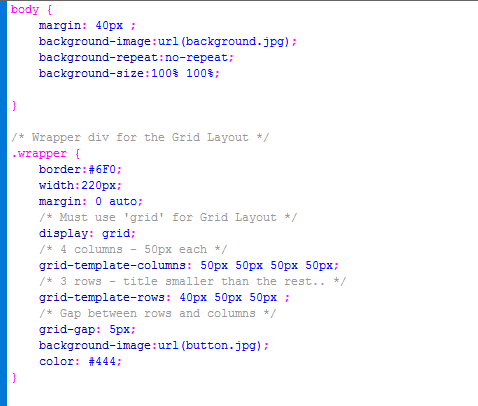 body {
margin: 40px ;
background-image:url(background.jpg);
background-repeat:no-repeat;
background-size:100% 100%;
}
/* Wrapper div for the Grid Layout */
.wrapper {
border:#6F0;
width:220px;
margin: 0 auto;
/* Must use 'grid' for Grid Layout */
display: grid;
/* 4 columns - 50px each */
grid-template-columns: 50px 50px 50px 50px;
/* 3 rows - title smaller than the rest.. */
grid-template-rows: 40px 50px 50px ;
/* Gap between rows and columns */
grid-gap: 5px;
background-image:url(button.jpg);
color: #444;
}